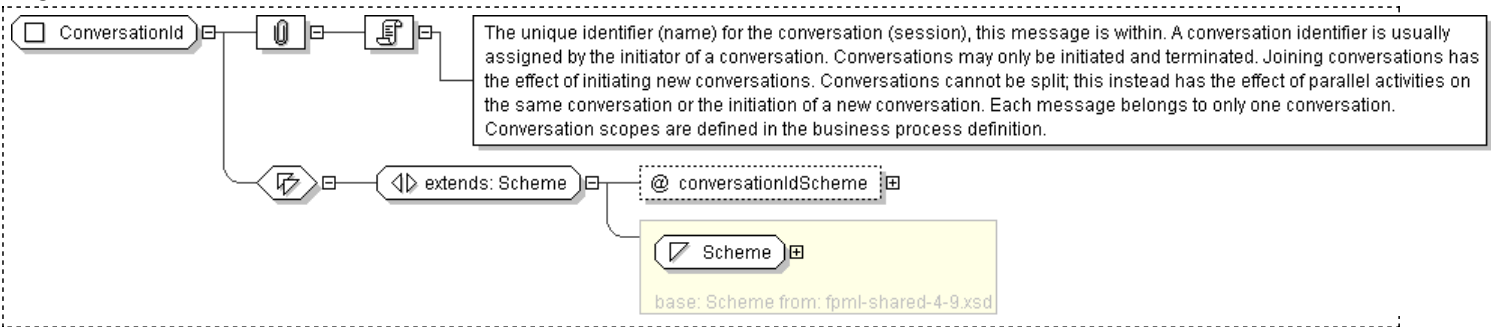 ConversationId
The unique identifier (name) for the conversation (session), this message is within. A conversation identifier is usually
assigned by the initiator of a conversation. Conversations may only be initiated and terminated. Joining conversations has
the effect of initiating new conversations. Conversations cannot be split; this instead has the effect of parallel activities on
the same conversation or the initiation of a new conversation. Each message belongs to only one conversation.
Conversation scopes are defined in the business process definition.
extends: Scheme
@ conversationIdScheme
Scheme
base: Scheme from: fpml-shared-4-9.xsd